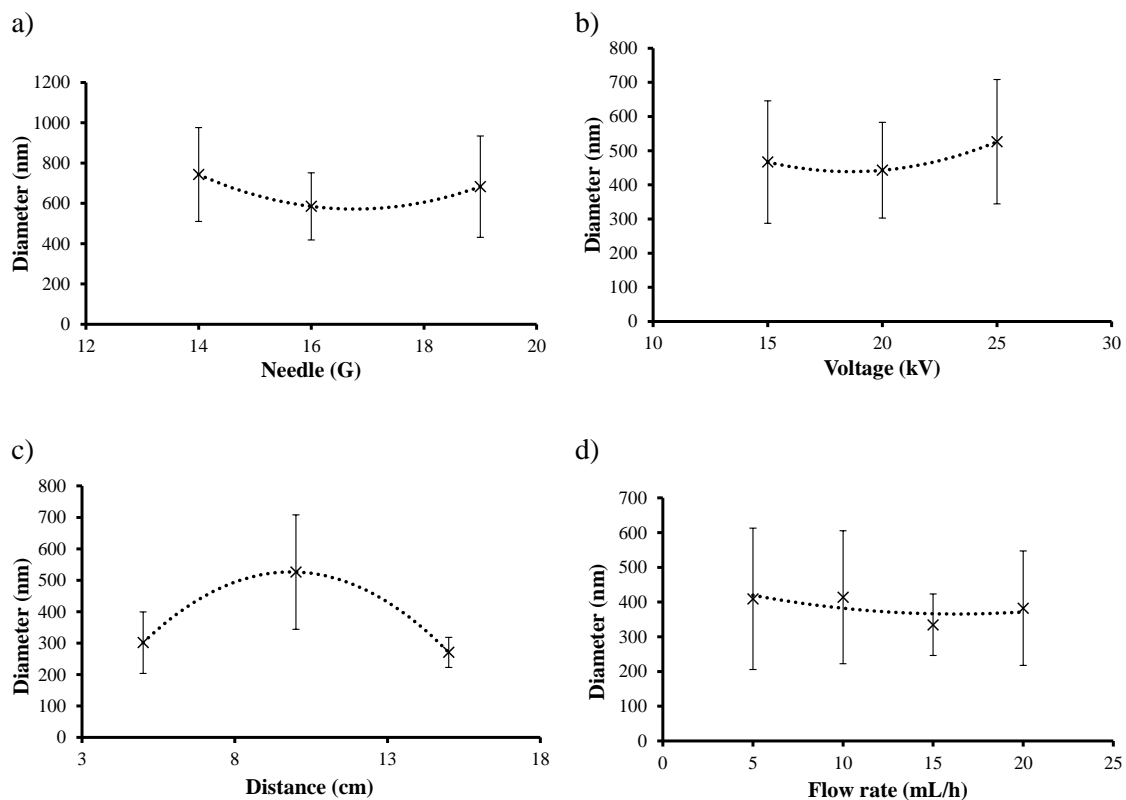 a)
1200
1000
800
600
400
200
0
Diameter (nm)
12 14 16 18 20
Needle (G)
b)
800
700
600
500
400
300
200
100
0
Diameter (nm)
10 15 20 25 30
Voltage (kV)
c)
800
700
600
500
400
300
200
100
0
Diameter (nm)
3 8 13 18
Distance (cm)
d)
700
600
500
400
300
200
100
0
Diameter (nm)
0 5 10 15 20 25
Flow rate (mL/h)